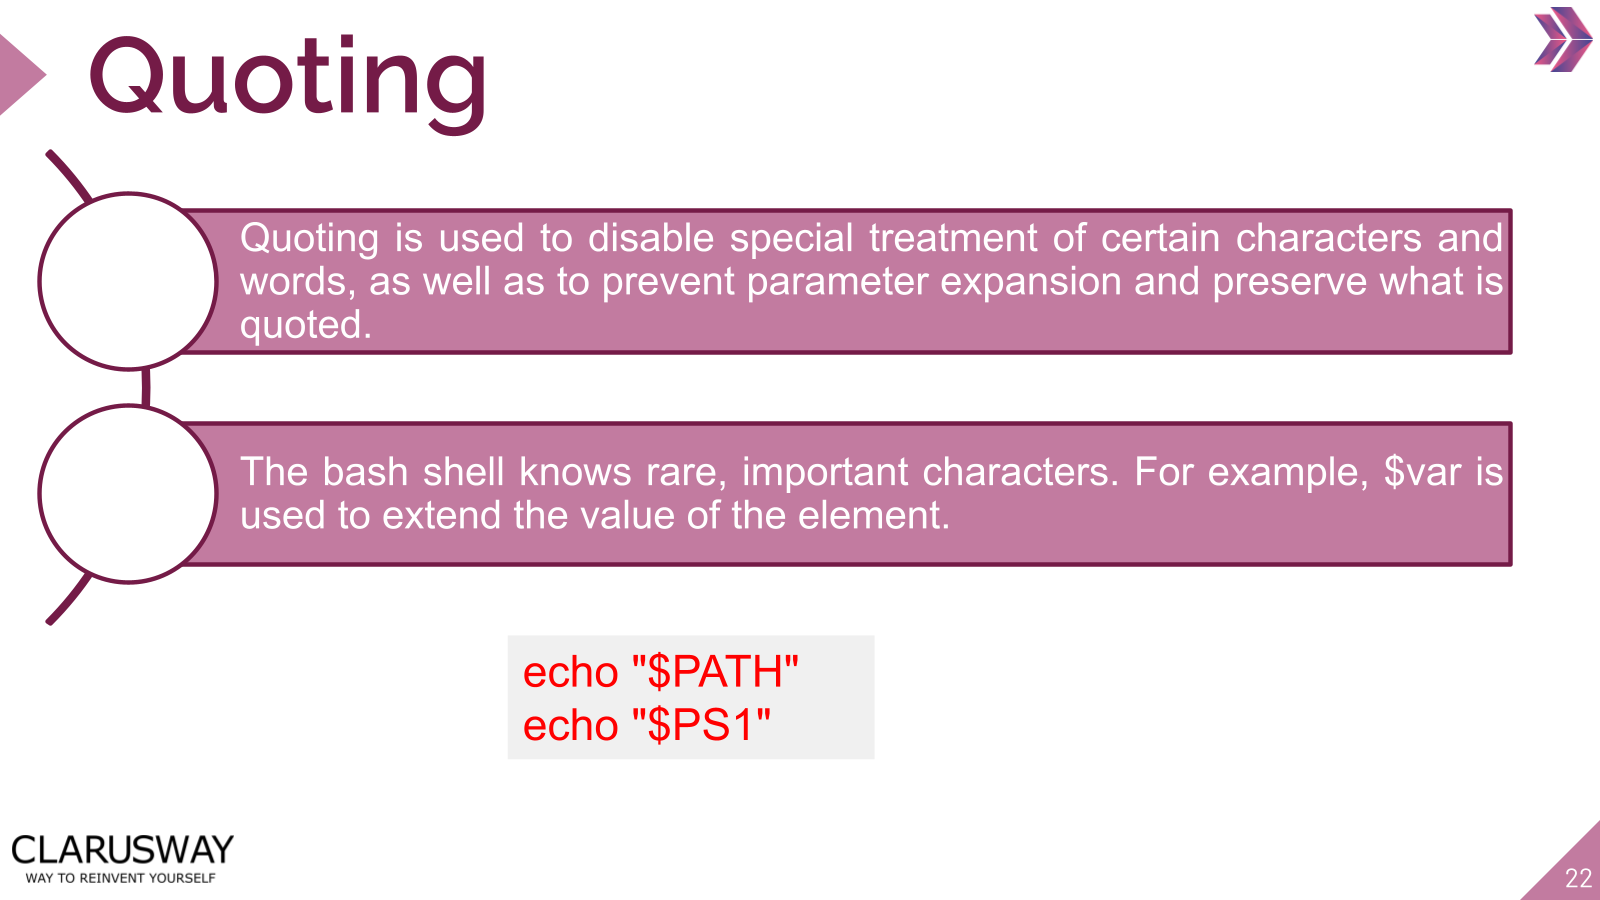 Quoting
Quoting is used to disable special treatment of certain characters and
words, as well as to prevent parameter expansion and preserve what is
quoted.
The bash shell knows rare, important characters. For example, $var is
used to extend the value of the element.
echo "$PATH"
echo "$PS1"
CLARUSWAY
WAY TO REINVENT YOURSELF
22